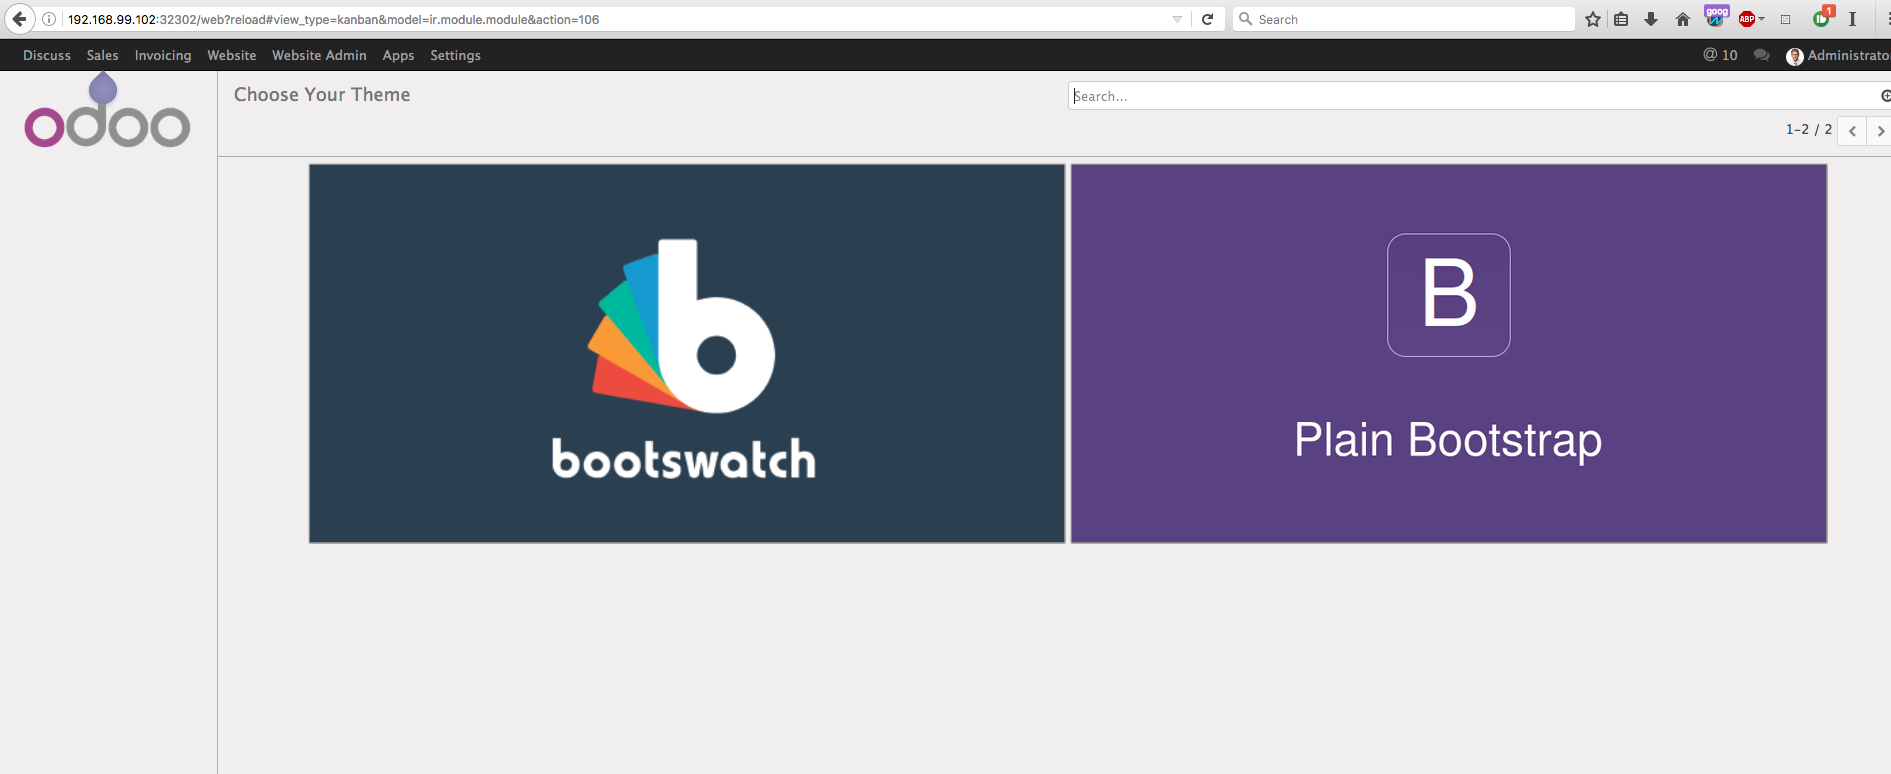 192.168.99.102:32302/web?reload#view_type=kanban&model=ir.module.module&action=106
Search
goog
ABP
1
Discuss Sales Invoicing Website Website Admin Apps Settings
@ 10
Administrato
odoo
Choose Your Theme
Search...
1-2 / 2
b
bootswatch
B
Plain Bootstrap